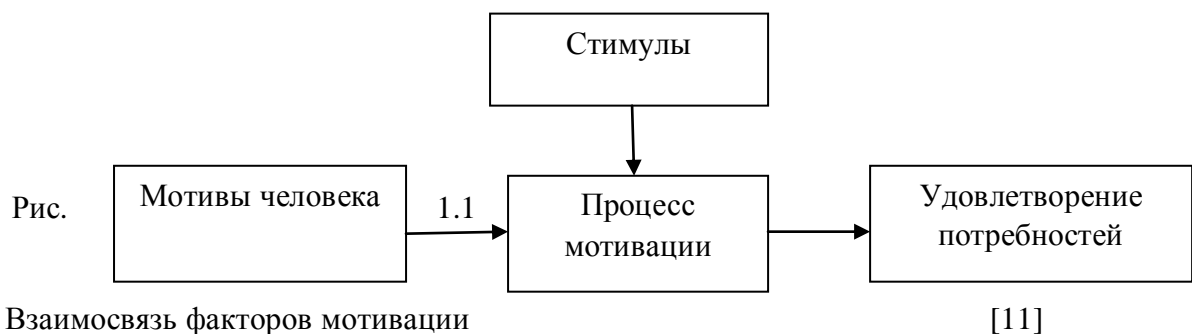 Стимулы
Рис.
Мотивы человека
1.1
Процесс
мотивации
Удовлетворение
потребностей
Взаимосвязь факторов мотивации
[11]